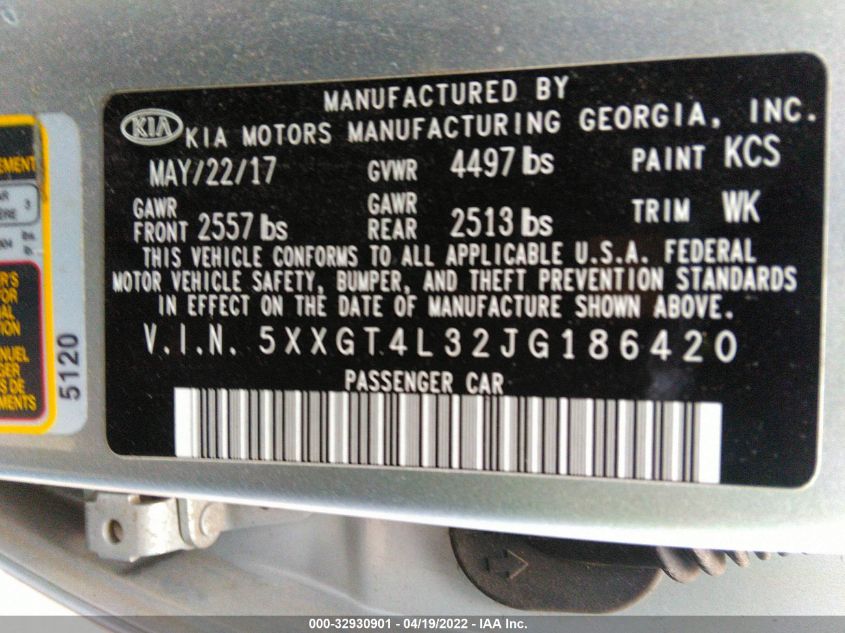 MANUFACTURED BY
KIA KIA MOTORS MANUFACTURING GEORGIA, INC.
MAY/22/17 GVWR 4497 lbs PAINT KCS
GAWR FRONT 2557 lbs GAWR REAR 2513 lbs TRIM WK
THIS VEHICLE CONFORMS TO ALL APPLICABLE U.S.A. FEDERAL
MOTOR VEHICLE SAFETY, BUMPER, AND THEFT PREVENTION STANDARDS
IN EFFECT ON THE DATE OF MANUFACTURE SHOWN ABOVE.
V.I.N. 5XXGT4L32JG186420
PASSENGER CAR
5120
000-32930901 - 04/19/2022 - IAA Inc.